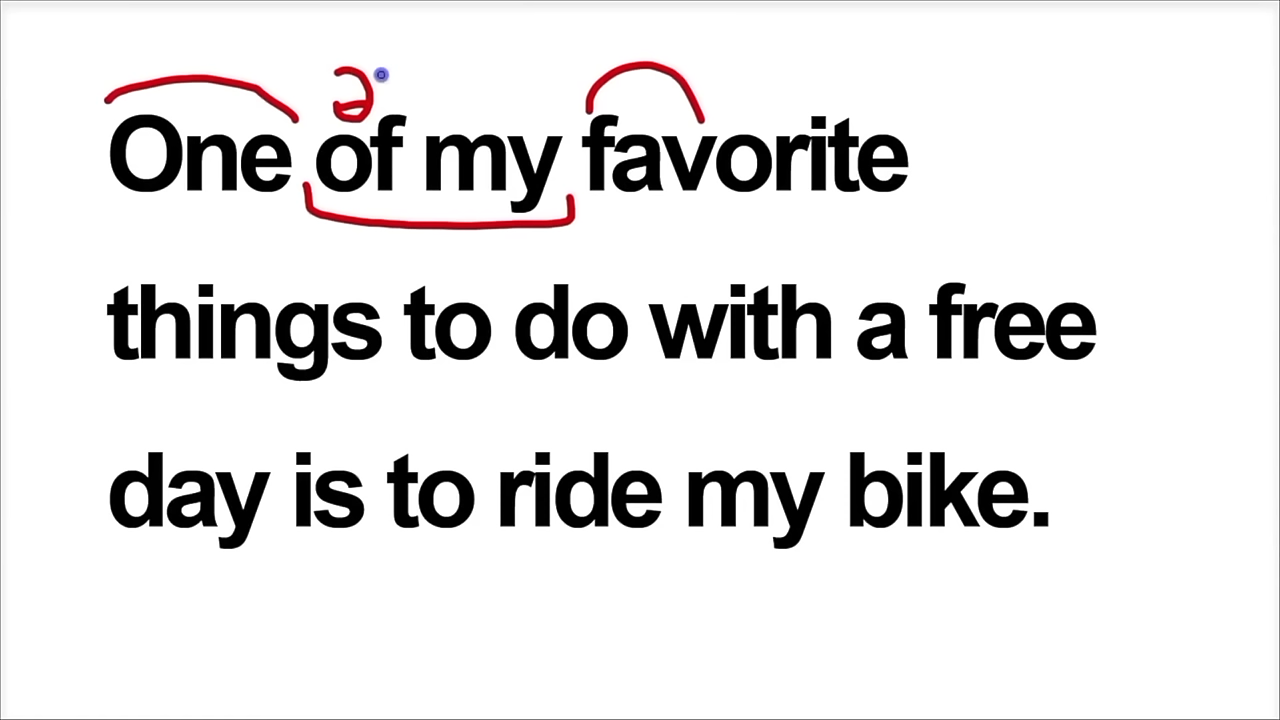 ə
One of my favorite
things to do with a free
day is to ride my bike.